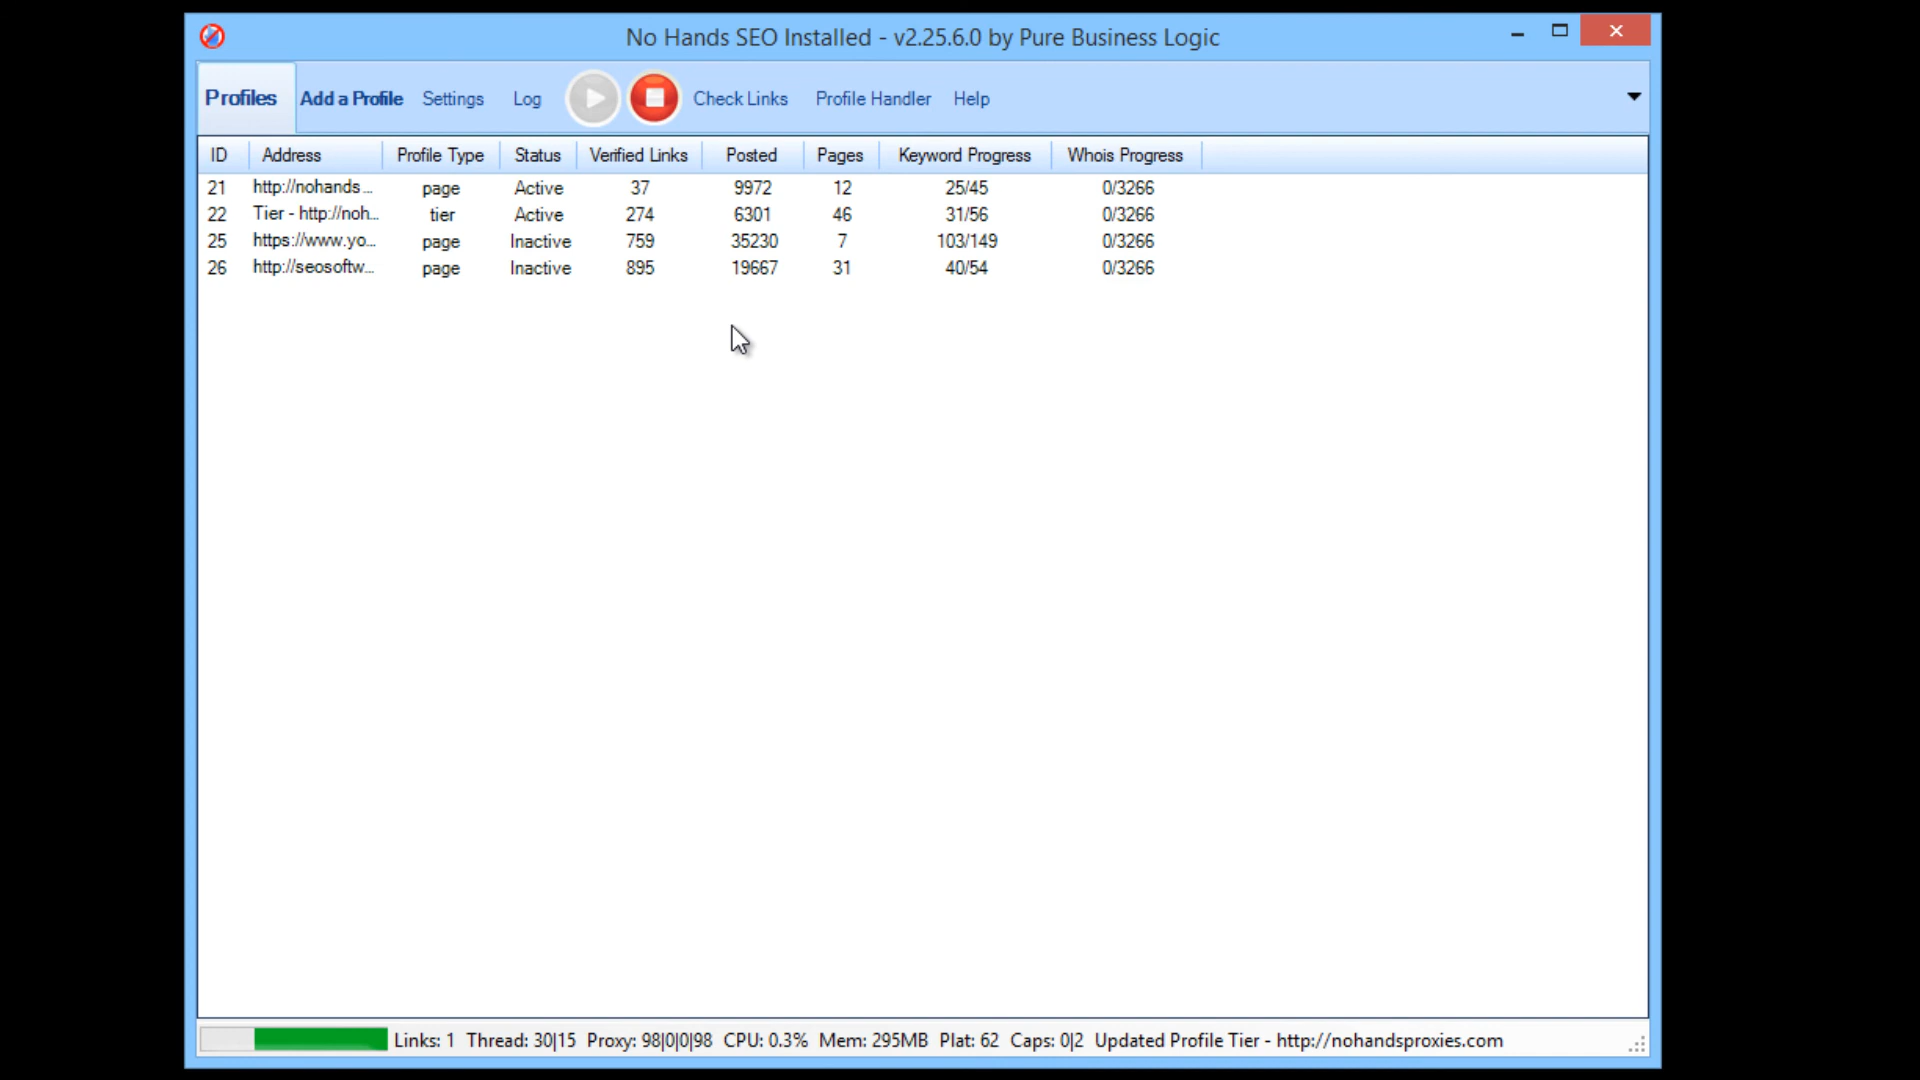 No Hands SEO Installed - v2.25.6.0 by Pure Business Logic
Profiles Add a Profile Settings Log Check Links Profile Handler Help
ID Address Profile Type Status Verified Links Posted Pages Keyword Progress Whois Progress
21 http://nohands... page Active 37 9972 12 25/45 0/3266
22 Tier - http://noh... tier Active 274 6301 46 31/56 0/3266
25 https://www.yo... page Inactive 759 35230 7 103/149 0/3266
26 http://seosoftw... page Inactive 895 19667 31 40/54 0/3266
Links: 1 Thread: 30|15 Proxy: 98|0|0|98 CPU: 0.3% Mem: 295MB Plat: 62 Caps: 0|2 Updated Profile Tier - http://nohandsproxies.com